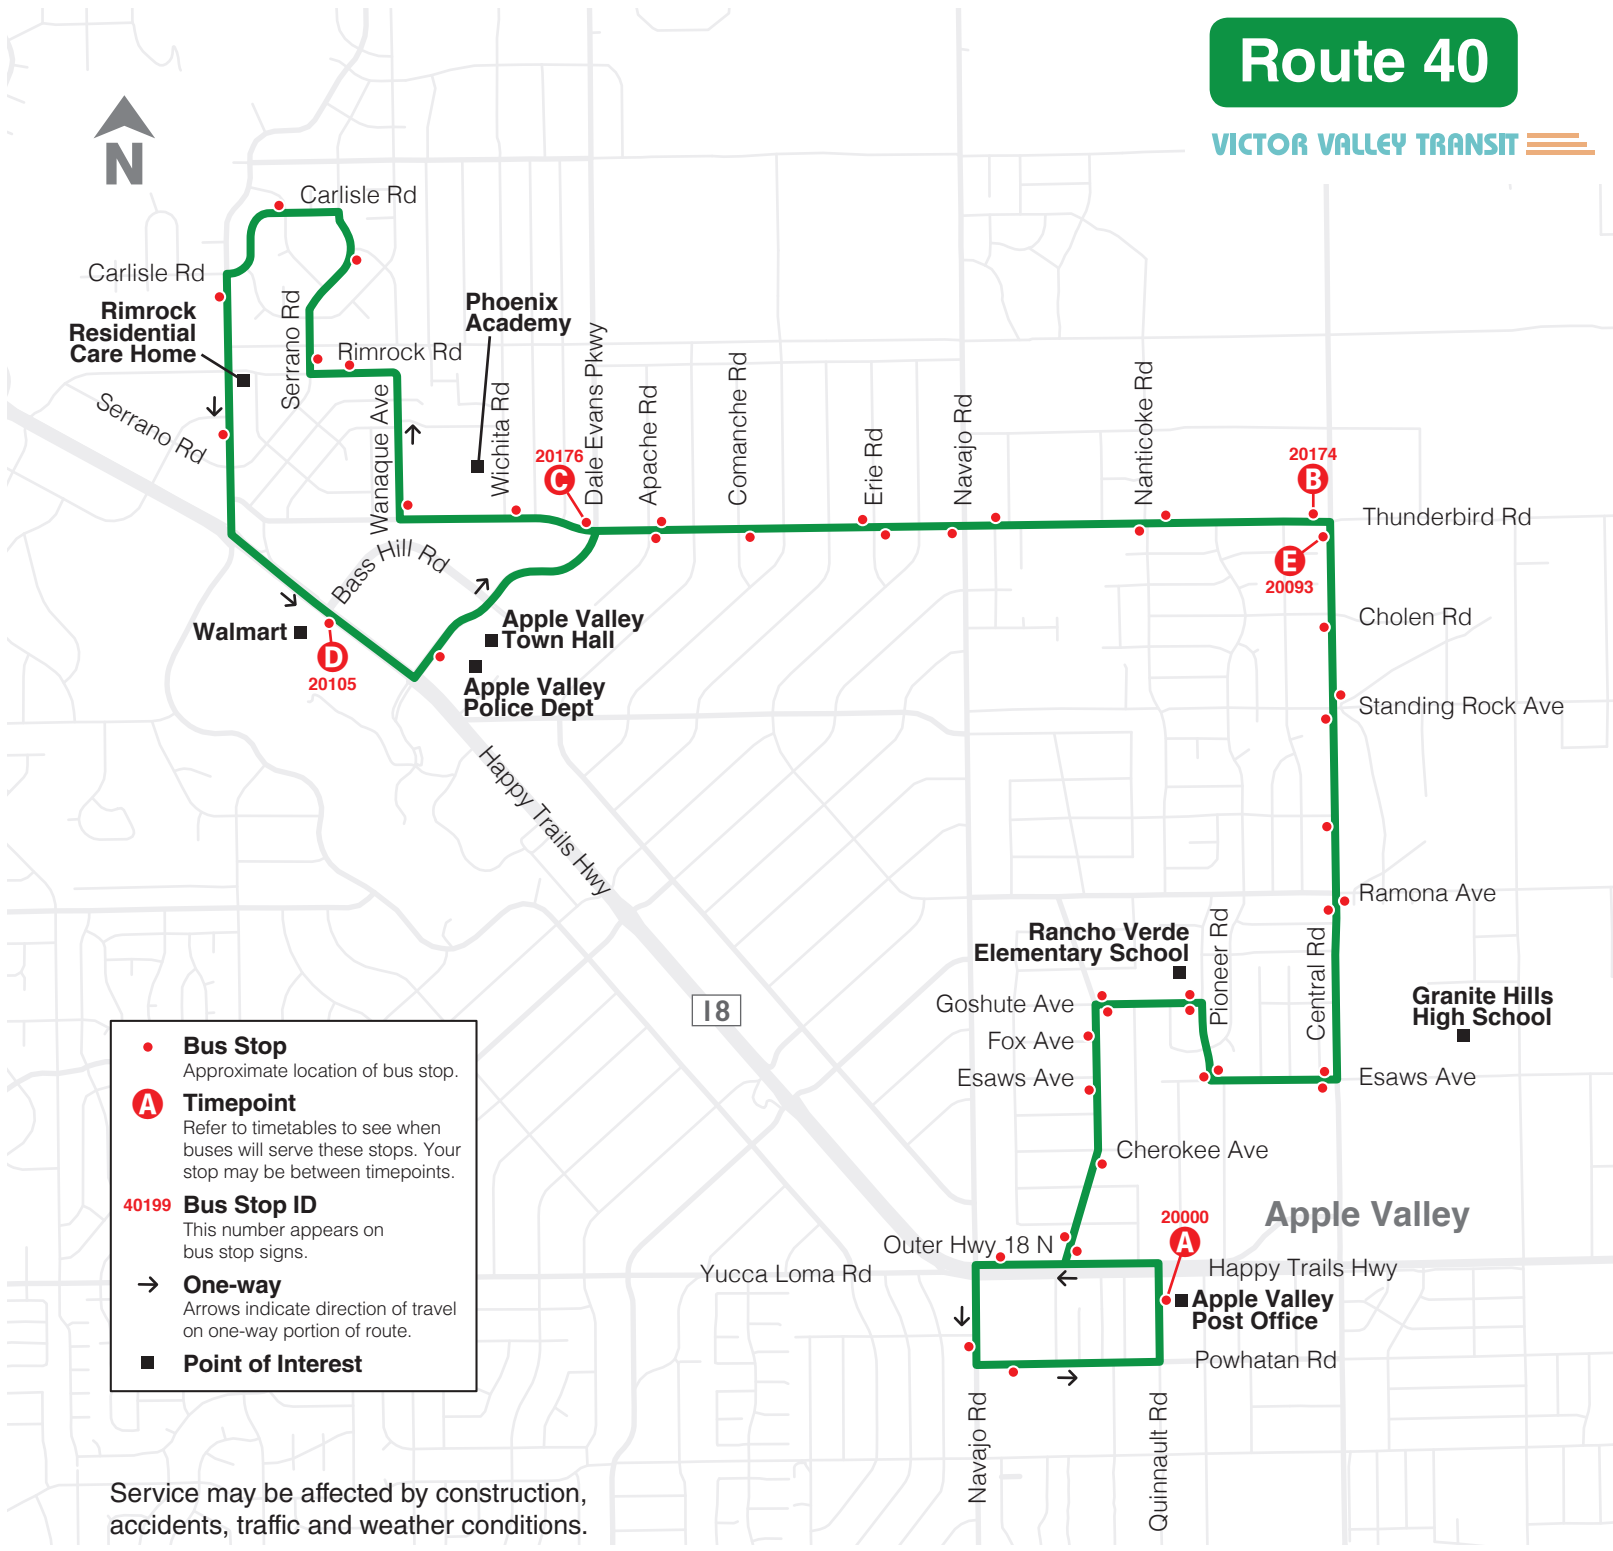 Route 40
VICTOR VALLEY TRANSIT
N
Carlisle Rd
Carlisle Rd
Rimrock
Residential
Care Home
Serrano Rd
Serrano Rd
Rimrock Rd
Wanaque Ave
Phoenix
Academy
Wichita Rd
20176
C
Dale Evans Pkwy
Apache Rd
Comanche Rd
Erie Rd
Navajo Rd
Nanticoke Rd
20174
B
Thunderbird Rd
E
20093
Bass Hill Rd
Walmart
D
20105
Apple Valley
Town Hall
Apple Valley
Police Dept
Cholen Rd
Standing Rock Ave
Happy Trails Hwy
Ramona Ave
Rancho Verde
Elementary School
Pioneer Rd
Central Rd
Granite Hills
High School
18
Goshute Ave
Fox Ave
Esaws Ave
Esaws Ave
Cherokee Ave
Apple Valley
20000
A
Outer Hwy 18 N
Yucca Loma Rd
Happy Trails Hwy
Apple Valley
Post Office
Powhatan Rd
Navajo Rd
Quinnault Rd
Bus Stop
Approximate location of bus stop.
A
Timepoint
Refer to timetables to see when
buses will serve these stops. Your
stop may be between timepoints.
40199
Bus Stop ID
This number appears on
bus stop signs.
One-way
Arrows indicate direction of travel
on one-way portion of route.
Point of Interest
Service may be affected by construction,
accidents, traffic and weather conditions.